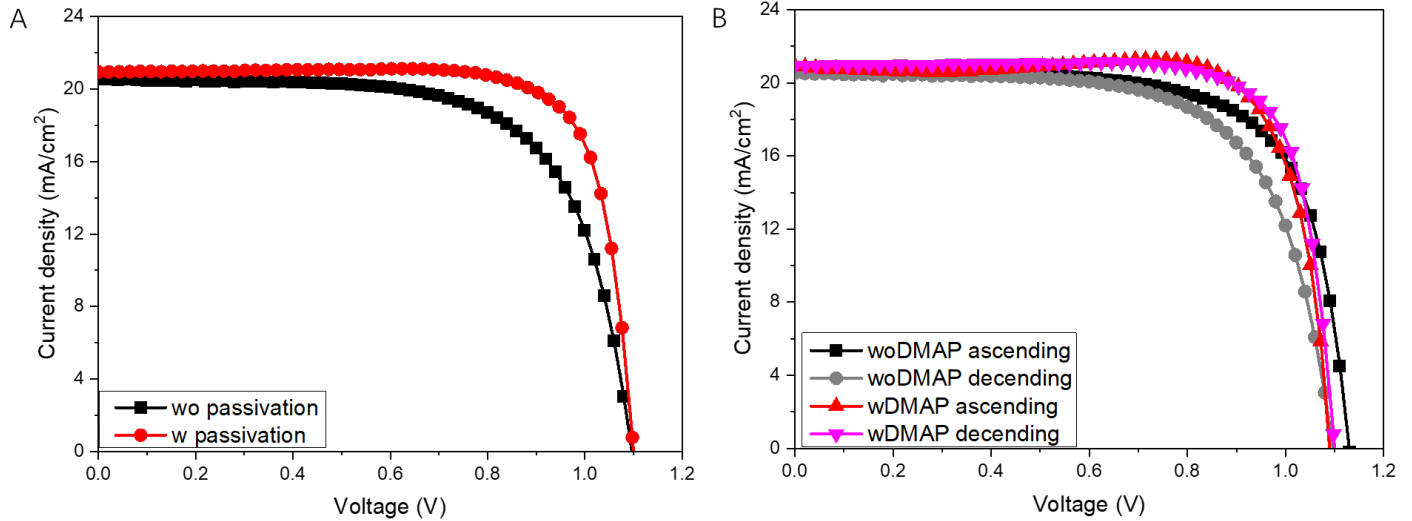 A
24
20
16
12
8
4
0
Current density (mA/cm²)
0.0 0.2 0.4 0.6 0.8 1.0 1.2
Voltage (V)
wo passivation
w passivation
B
24
20
16
12
8
4
0
Current density (mA/cm²)
0.0 0.2 0.4 0.6 0.8 1.0 1.2
Voltage (V)
woDMAP ascending
woDMAP decending
wDMAP ascending
wDMAP decending